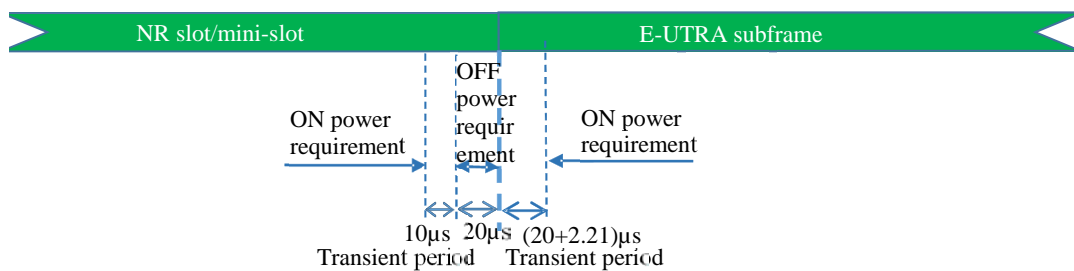 NR slot/mini-slot E-UTRA subframe
OFF
power
requir
ement
ON power
requirement
ON power
requirement
10µs 20µs (20+2.21)µs
Transient period Transient period